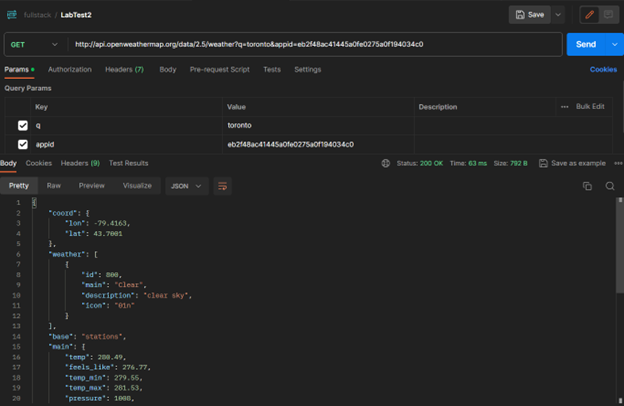 fullstack / LabTest2
Save
GET http://api.openweathermap.org/data/2.5/weather?q=toronto&appid=eb2f48ac41445a0fe0275a0f194034c0 Send
Params Authorization Headers (7) Body Pre-request Script Tests Settings Cookies
Query Params
Key Value Description ••• Bulk Edit
q toronto
appid eb2f48ac41445a0fe0275a0f194034c0
Body Cookies Headers (9) Test Results Status: 200 OK Time: 63 ms Size: 792 B Save as example •••
Pretty Raw Preview Visualize JSON
1 {
2 "coord": {
3 "lon": -79.4163,
4 "lat": 43.7001
5 },
6 "weather": [
7 {
8 "id": 800,
9 "main": "Clear",
10 "description": "clear sky",
11 "icon": "01n"
12 }
13 ],
14 "base": "stations",
15 "main": {
16 "temp": 280.49,
17 "feels_like": 276.77,
18 "temp_min": 279.55,
19 "temp_max": 281.53,
20 "pressure": 1008,